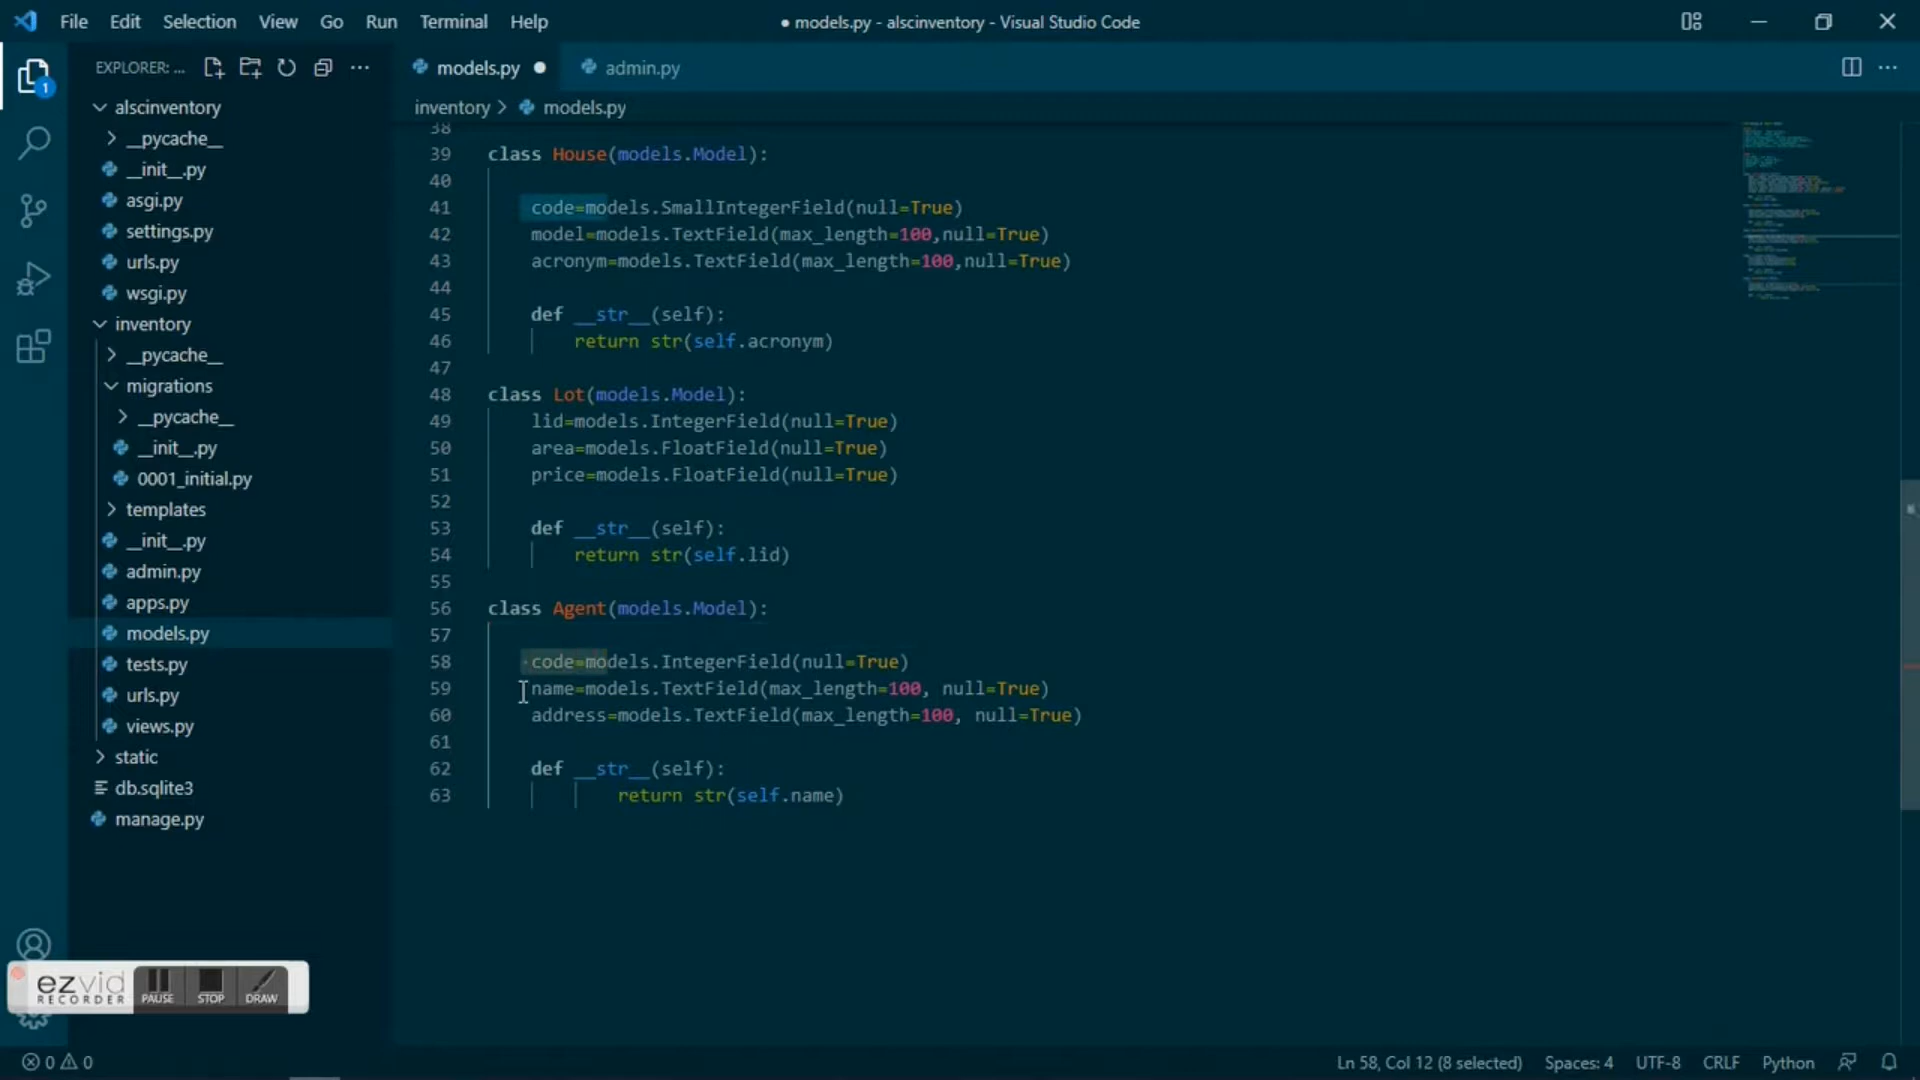 File Edit Selection View Go Run Terminal Help
● models.py - alscinventory - Visual Studio Code
EXPLORER: ...
models.py ●
admin.py
1
inventory > models.py
alscinventory
__pycache__
__init__.py
asgi.py
settings.py
urls.py
wsgi.py
inventory
__pycache__
migrations
__pycache__
__init__.py
0001_initial.py
templates
__init__.py
admin.py
apps.py
models.py
tests.py
urls.py
views.py
static
db.sqlite3
manage.py
38
39 class House(models.Model):
40
41 code=models.SmallIntegerField(null=True)
42 model=models.TextField(max_length=100,null=True)
43 acronym=models.TextField(max_length=100,null=True)
44
45 def __str__(self):
46 return str(self.acronym)
47
48 class Lot(models.Model):
49 lid=models.IntegerField(null=True)
50 area=models.FloatField(null=True)
51 price=models.FloatField(null=True)
52
53 def __str__(self):
54 return str(self.lid)
55
56 class Agent(models.Model):
57
58 code=models.IntegerField(null=True)
59 name=models.TextField(max_length=100, null=True)
60 address=models.TextField(max_length=100, null=True)
61
62 def __str__(self):
63 return str(self.name)
ezvid
RECORDER
PAUSE STOP DRAW
0 0
Ln 58, Col 12 (8 selected) Spaces: 4 UTF-8 CRLF Python